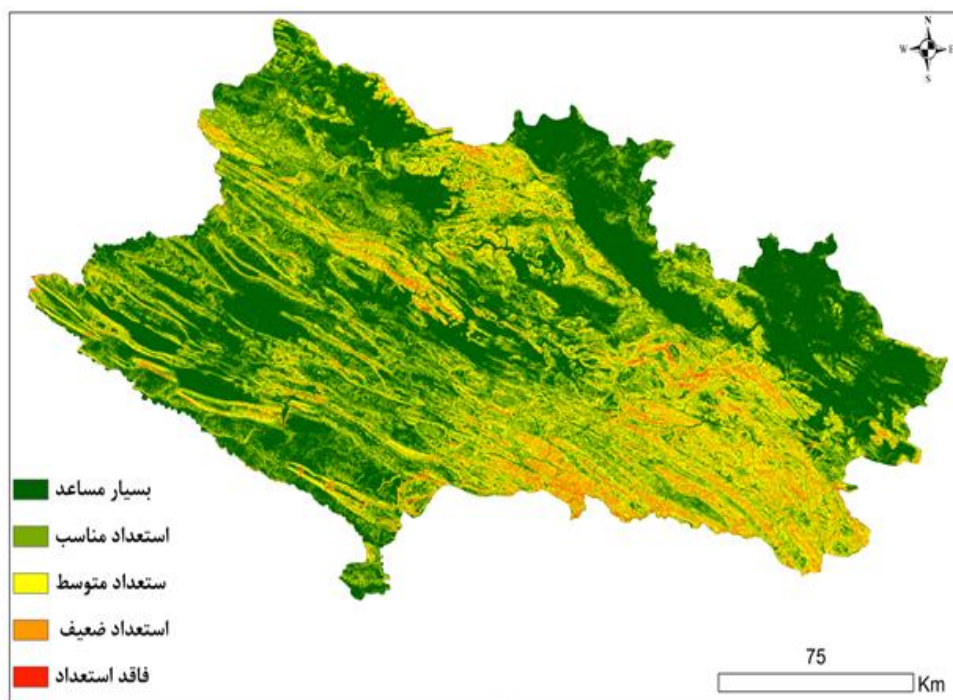 N
W E
S
بسیار مساعد
استعداد مناسب
ستعداد متوسط
استعداد ضعیف
فاقد استعداد
75
Km